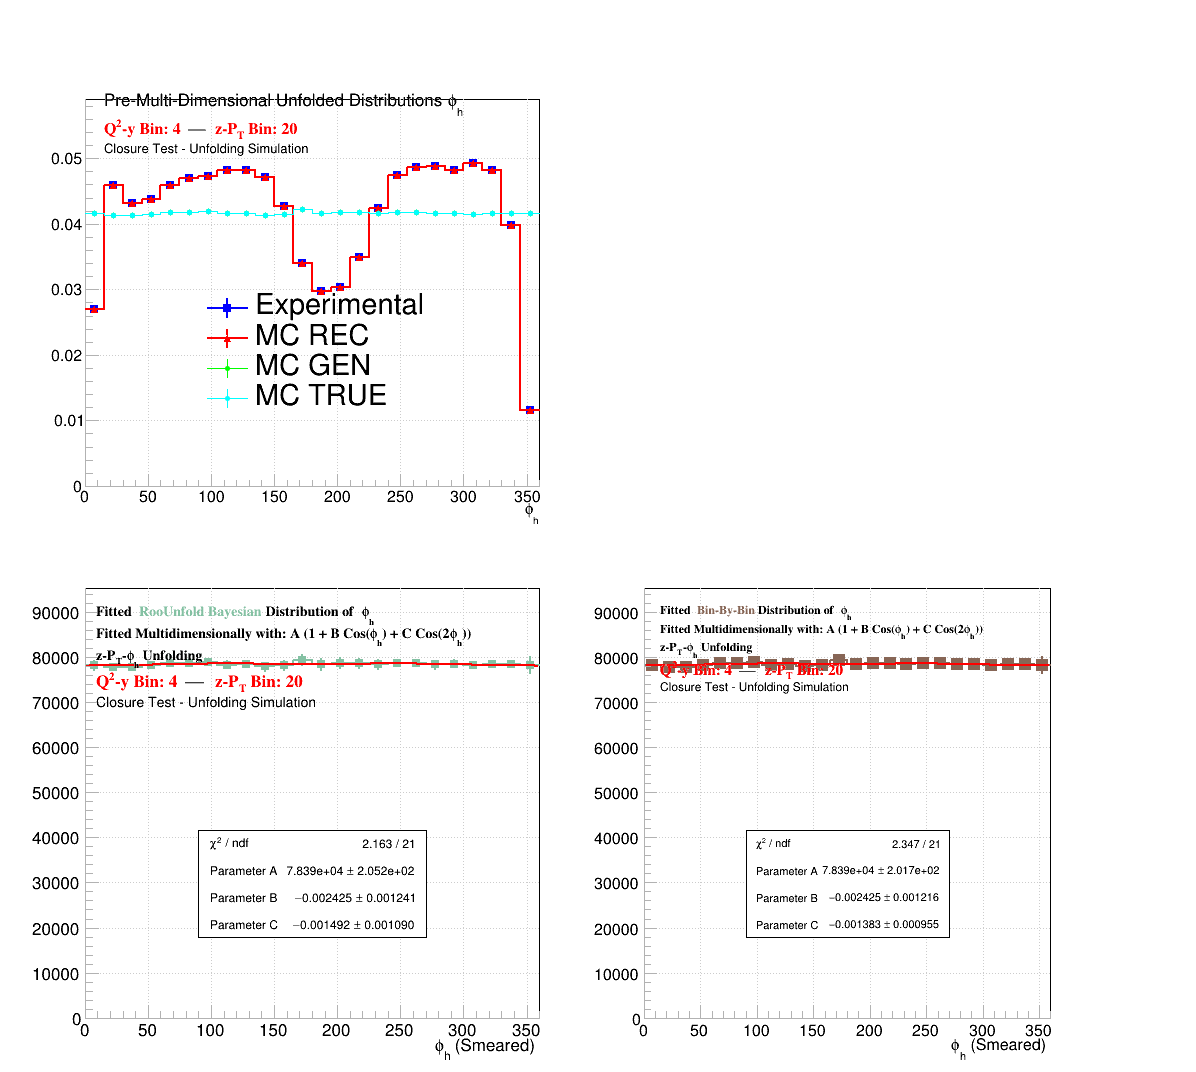 Pre-Multi-Dimensional Unfolded Distributions ϕh
Q2-y Bin: 4 — z-PT Bin: 20
Closure Test - Unfolding Simulation
0.05
0.04
0.03
0.02
0.01
0
Experimental
MC REC
MC GEN
MC TRUE
0 50 100 150 200 250 300 350
ϕh
90000
80000
70000
60000
50000
40000
30000
20000
10000
0
Fitted RooUnfold Bayesian Distribution of ϕh
Fitted Multidimensionally with: A (1 + B Cos(ϕh) + C Cos(2ϕh))
z-PT-ϕh Unfolding
Q2-y Bin: 4 — z-PT Bin: 20
Closure Test - Unfolding Simulation
χ2 / ndf 2.163 / 21
Parameter A 7.839e+04 ± 2.052e+02
Parameter B −0.002425 ± 0.001241
Parameter C −0.001492 ± 0.001090
0 50 100 150 200 250 300 350
ϕh (Smeared)
90000
80000
70000
60000
50000
40000
30000
20000
10000
0
Fitted Bin-By-Bin Distribution of ϕh
Fitted Multidimensionally with: A (1 + B Cos(ϕh) + C Cos(2ϕh))
z-PT-ϕh Unfolding
Q2-y Bin: 4 — z-PT Bin: 20
Closure Test - Unfolding Simulation
χ2 / ndf 2.347 / 21
Parameter A 7.839e+04 ± 2.017e+02
Parameter B −0.002425 ± 0.001216
Parameter C −0.001383 ± 0.000955
0 50 100 150 200 250 300 350
ϕh (Smeared)